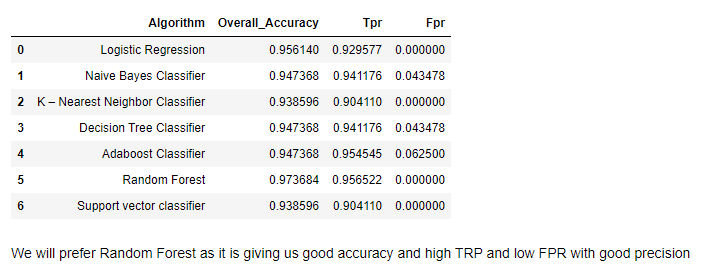 Algorithm Overall_Accuracy Tpr Fpr
0 Logistic Regression 0.956140 0.929577 0.000000
1 Naive Bayes Classifier 0.947368 0.941176 0.043478
2 K – Nearest Neighbor Classifier 0.938596 0.904110 0.000000
3 Decision Tree Classifier 0.947368 0.941176 0.043478
4 Adaboost Classifier 0.947368 0.954545 0.062500
5 Random Forest 0.973684 0.956522 0.000000
6 Support vector classifier 0.938596 0.904110 0.000000
We will prefer Random Forest as it is giving us good accuracy and high TRP and low FPR with good precision